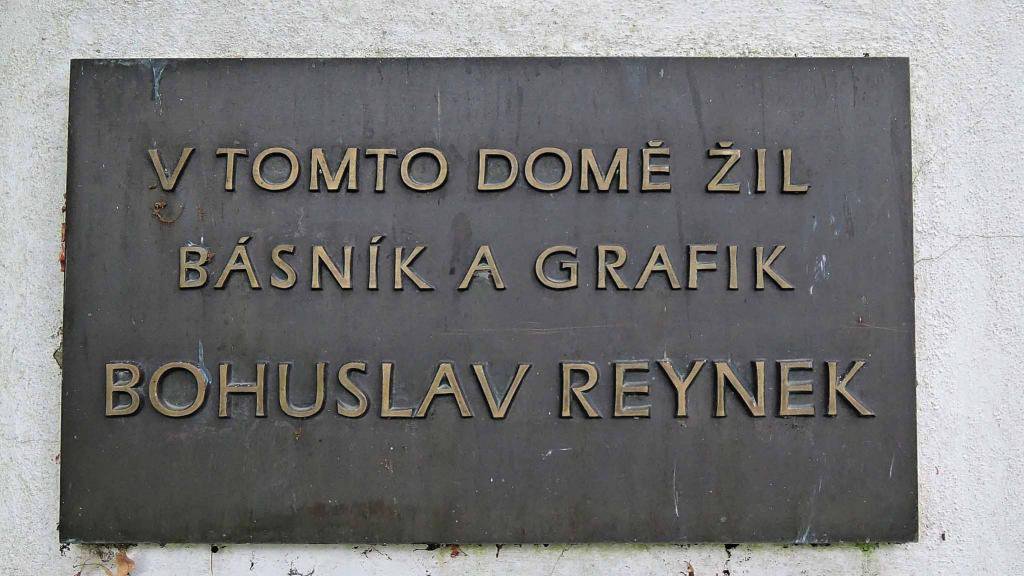 V TOMTO DOMĚ ŽIL
BÁSNÍK A GRAFIK
BOHUSLAV REYNEK